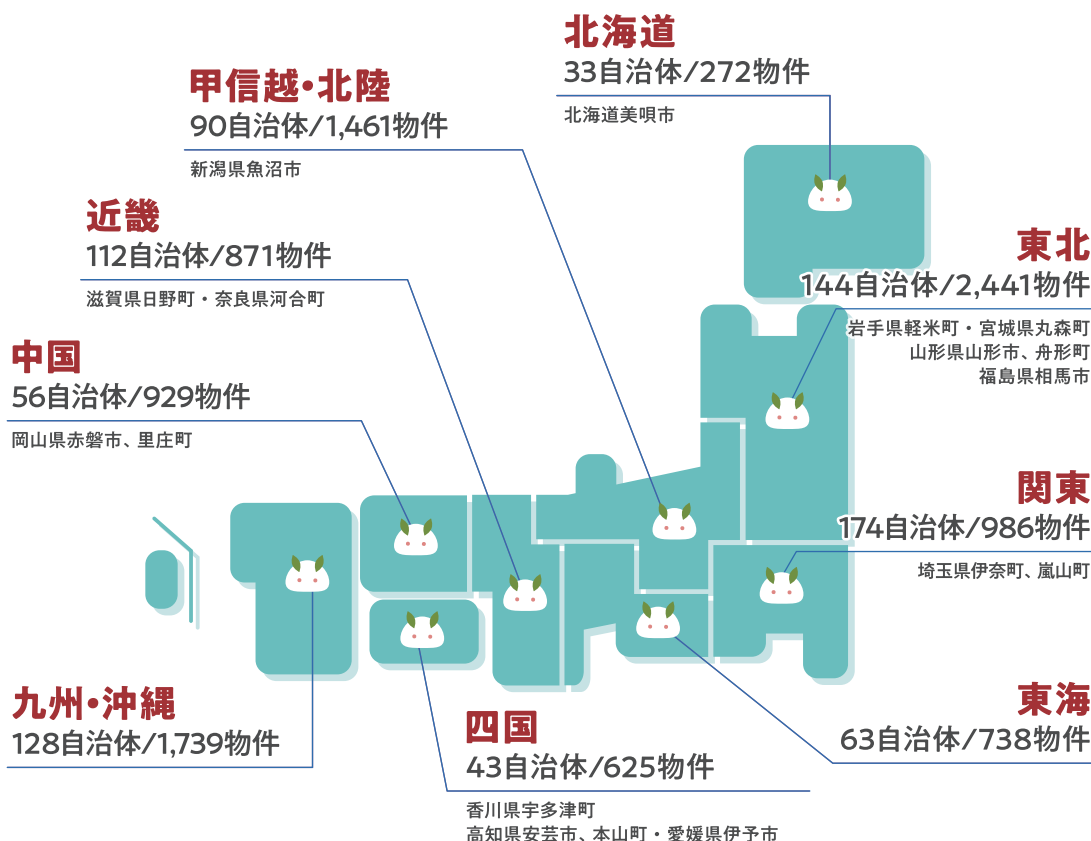 北海道
33自治体/272物件
北海道美唄市
甲信越・北陸
90自治体/1,461物件
新潟県魚沼市
近畿
112自治体/871物件
滋賀県日野町・奈良県河合町
東北
144自治体/2,441物件
岩手県軽米町・宮城県丸森町
山形県山形市、舟形町
福島県相馬市
中国
56自治体/929物件
岡山県赤磐市、里庄町
関東
174自治体/986物件
埼玉県伊奈町、嵐山町
九州・沖縄
128自治体/1,739物件
四国
43自治体/625物件
香川県宇多津町
高知県安芸市、本山町・愛媛県伊予市
東海
63自治体/738物件